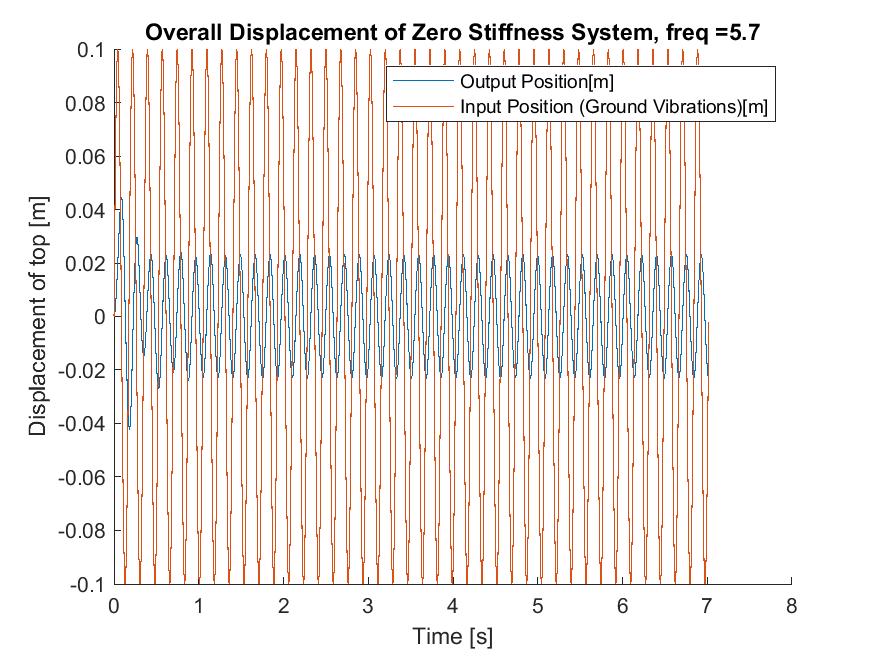 Overall Displacement of Zero Stiffness System, freq =5.7
Output Position[m]
Input Position (Ground Vibrations)[m]
Displacement of top [m]
0.1
0.08
0.06
0.04
0.02
0
-0.02
-0.04
-0.06
-0.08
-0.1
0 1 2 3 4 5 6 7 8
Time [s]